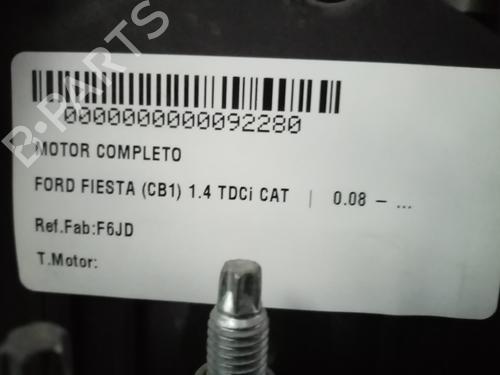 0000000000092280
MOTOR COMPLETO
FORD FIESTA (CB1) 1.4 TDCi CAT | 0.08 – ...
Ref.Fab:F6JD
T.Motor:
B-PARTS